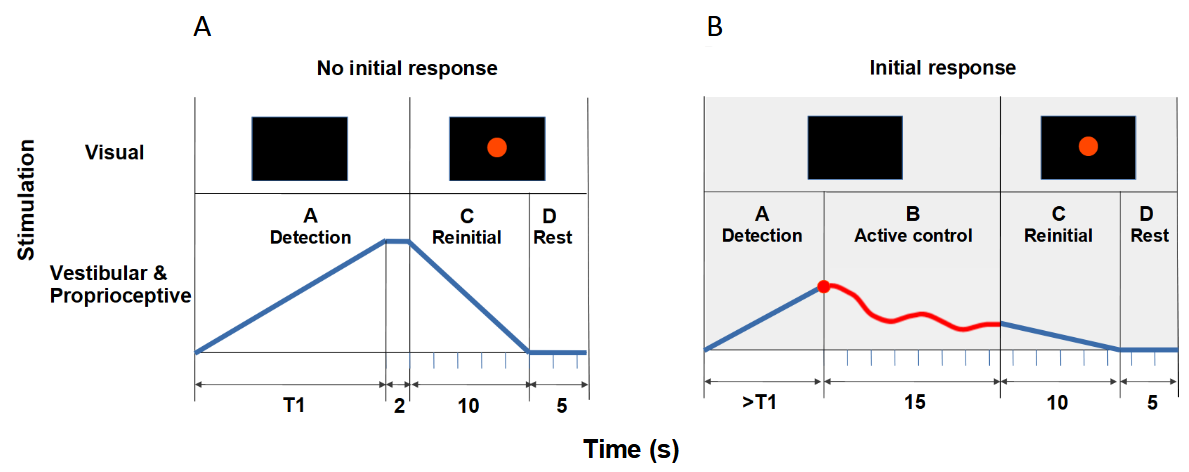 A
No initial response
Stimulation
Visual
Vestibular &
Proprioceptive
A
Detection
C
Reinitial
D
Rest
T1
2
10
5
B
Initial response
A
Detection
B
Active control
C
Reinitial
D
Rest
>T1
15
10
5
Time (s)